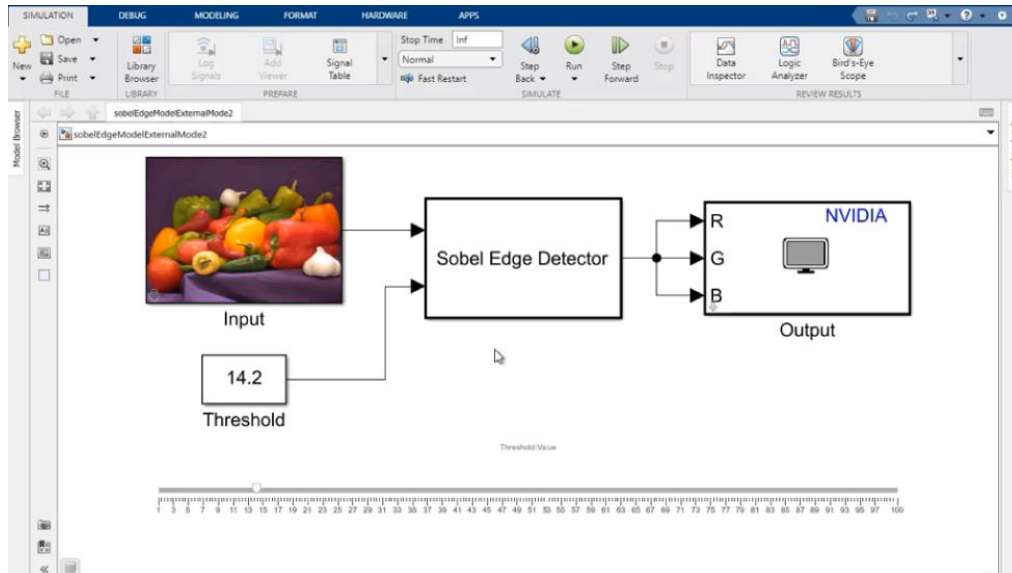 SIMULATION DEBUG MODELING FORMAT HARDWARE APPS
New
Open
Save
Print
FILE
Library Browser
LIBRARY
Log Signals
Add Viewer
Signal Table
PREPARE
Stop Time Inf
Normal
Fast Restart
Step Back
Run
Step Forward
Stop
SIMULATE
Data Inspector
Logic Analyzer
Bird's-Eye Scope
REVIEW RESULTS
Model Browser
sobelEdgeModelExternalMode2
sobelEdgeModelExternalMode2
Input
14.2
Threshold
Sobel Edge Detector
R
G
B
NVIDIA
Output
Threshold:Value
1 3 5 7 9 11 13 15 17 19 21 23 25 27 29 31 33 35 37 39 41 43 45 47 49 51 53 55 57 59 61 63 65 67 69 71 73 75 77 79 81 83 85 87 89 91 93 95 97 100